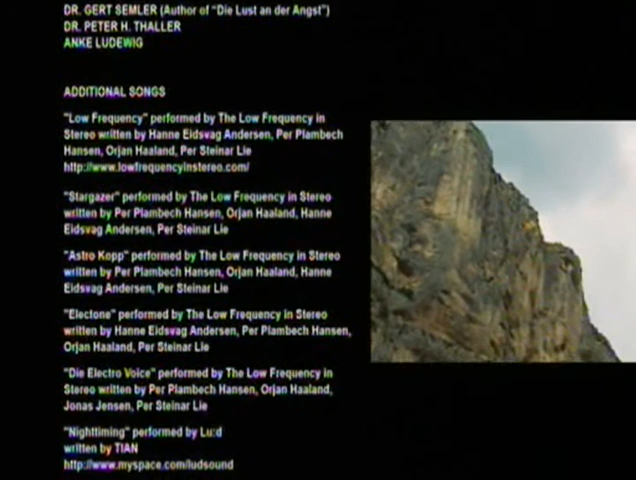 DR. GERT SEMLER (Author of "Die Lust an der Angst")
DR. PETER H. THALLER
ANKE LUDEWIG
ADDITIONAL SONGS
"Low Frequency" performed by The Low Frequency in
Stereo written by Hanne Eidsvag Andersen, Per Plambech
Hansen, Orjan Haaland, Per Steinar Lie
http://www.lowfrequencyinstereo.com/
"Stargazer" performed by The Low Frequency in Stereo
written by Per Plambech Hansen, Orjan Haaland, Hanne
Eidsvag Andersen, Per Steinar Lie
"Astro Kopp" performed by The Low Frequency in Stereo
written by Per Plambech Hansen, Orjan Haaland, Hanne
Eidsvag Andersen, Per Steinar Lie
"Electone" performed by The Low Frequency in Stereo
written by Hanne Eidsvag Andersen, Per Plambech Hansen,
Orjan Haaland, Per Steinar Lie
"Die Electro Voice" performed by The Low Frequency in
Stereo written by Per Plambech Hansen, Orjan Haaland,
Jonas Jensen, Per Steinar Lie
"Nighttiming" performed by Lu:d
written by TIAN
http://www.myspace.com/ludsound